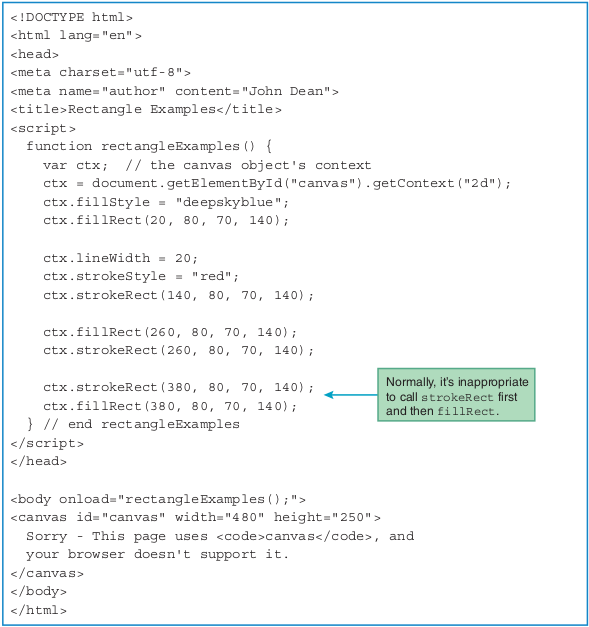 <!DOCTYPE html>
<html lang="en">
<head>
<meta charset="utf-8">
<meta name="author" content="John Dean">
<title>Rectangle Examples</title>
<script>
  function rectangleExamples() {
    var ctx;  // the canvas object's context
    ctx = document.getElementById("canvas").getContext("2d");
    ctx.fillStyle = "deepskyblue";
    ctx.fillRect(20, 80, 70, 140);

    ctx.lineWidth = 20;
    ctx.strokeStyle = "red";
    ctx.strokeRect(140, 80, 70, 140);

    ctx.fillRect(260, 80, 70, 140);
    ctx.strokeRect(260, 80, 70, 140);

    ctx.strokeRect(380, 80, 70, 140);
    ctx.fillRect(380, 80, 70, 140);
  } // end rectangleExamples
</script>
</head>

<body onload="rectangleExamples();">
<canvas id="canvas" width="480" height="250">
  Sorry - This page uses <code>canvas</code>, and
  your browser doesn't support it.
</canvas>
</body>
</html>
Normally, it's inappropriate
to call strokeRect first
and then fillRect.